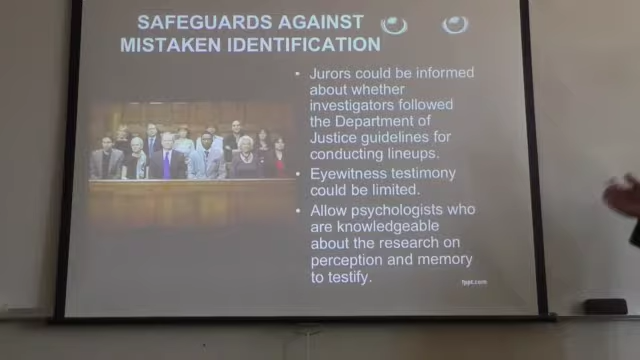 SAFEGUARDS AGAINST
MISTAKEN IDENTIFICATION
• Jurors could be informed
about whether
investigators followed
the Department of
Justice guidelines for
conducting lineups.
• Eyewitness testimony
could be limited.
• Allow psychologists who
are knowledgeable
about the research on
perception and memory
to testify.
fppt.com